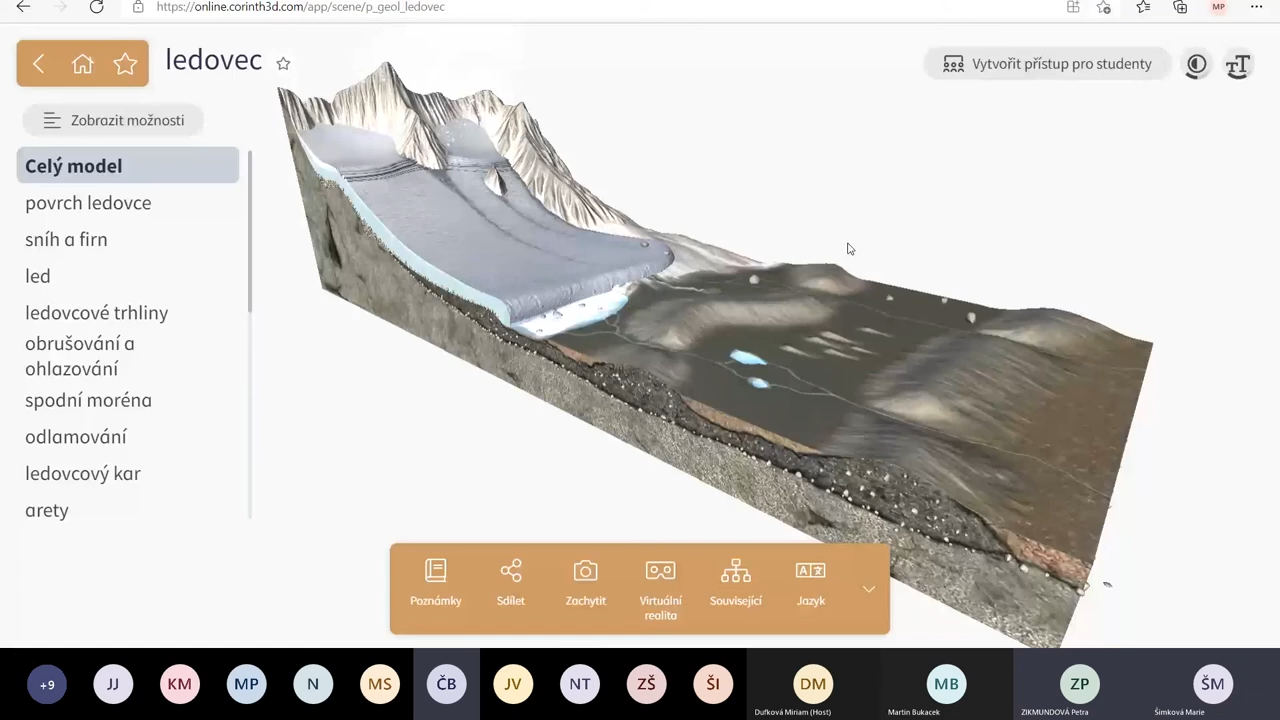 https://online.corinth3d.com/app/scene/p_geol_ledovec
MP
ledovec
Vytvořit přístup pro studenty
Zobrazit možnosti
Celý model
povrch ledovce
sníh a firn
led
ledovcové trhliny
obrušování a
ohlazování
spodní moréna
odlamování
ledovcový kar
arety
Poznámky
Sdílet
Zachytit
Virtuální
realita
Související
Jazyk
+9
JJ
KM
MP
N
MS
ČB
JV
NT
ZŠ
ŠI
DM
MB
ZP
ŠM
Dufková Miriam (Host)
Martin Bukacek
ZIKMUNDOVÁ Petra
Šimková Marie